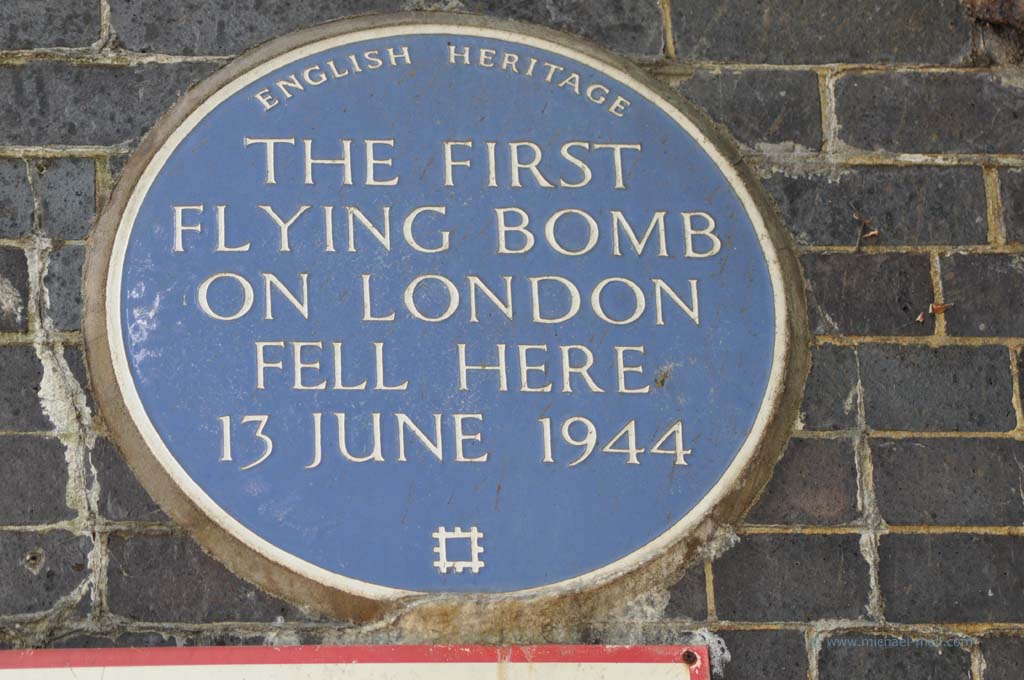 ENGLISH HERITAGE
THE FIRST
FLYING BOMB
ON LONDON
FELL HERE
13 JUNE 1944